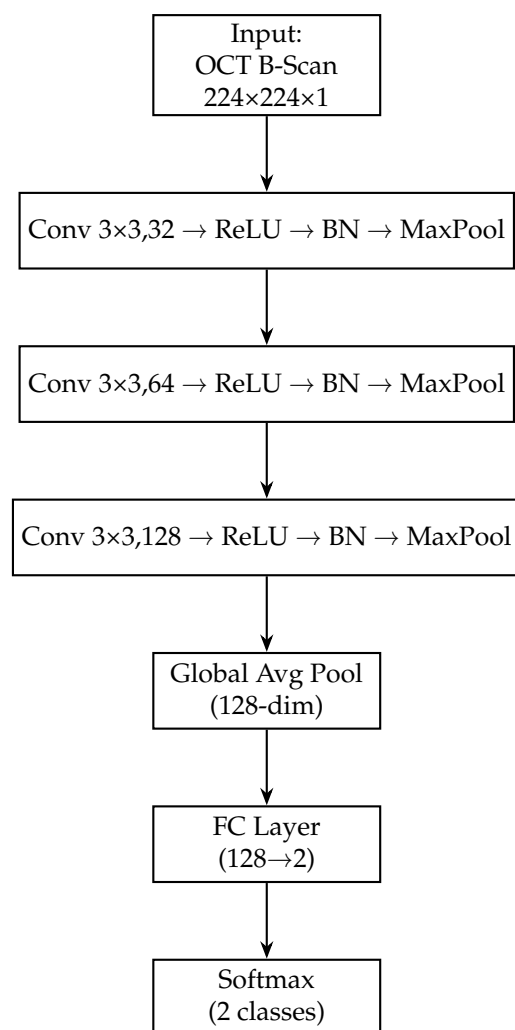 Input:
OCT B-Scan
224×224×1
Conv 3×3,32 → ReLU → BN → MaxPool
Conv 3×3,64 → ReLU → BN → MaxPool
Conv 3×3,128 → ReLU → BN → MaxPool
Global Avg Pool
(128-dim)
FC Layer
(128→2)
Softmax
(2 classes)